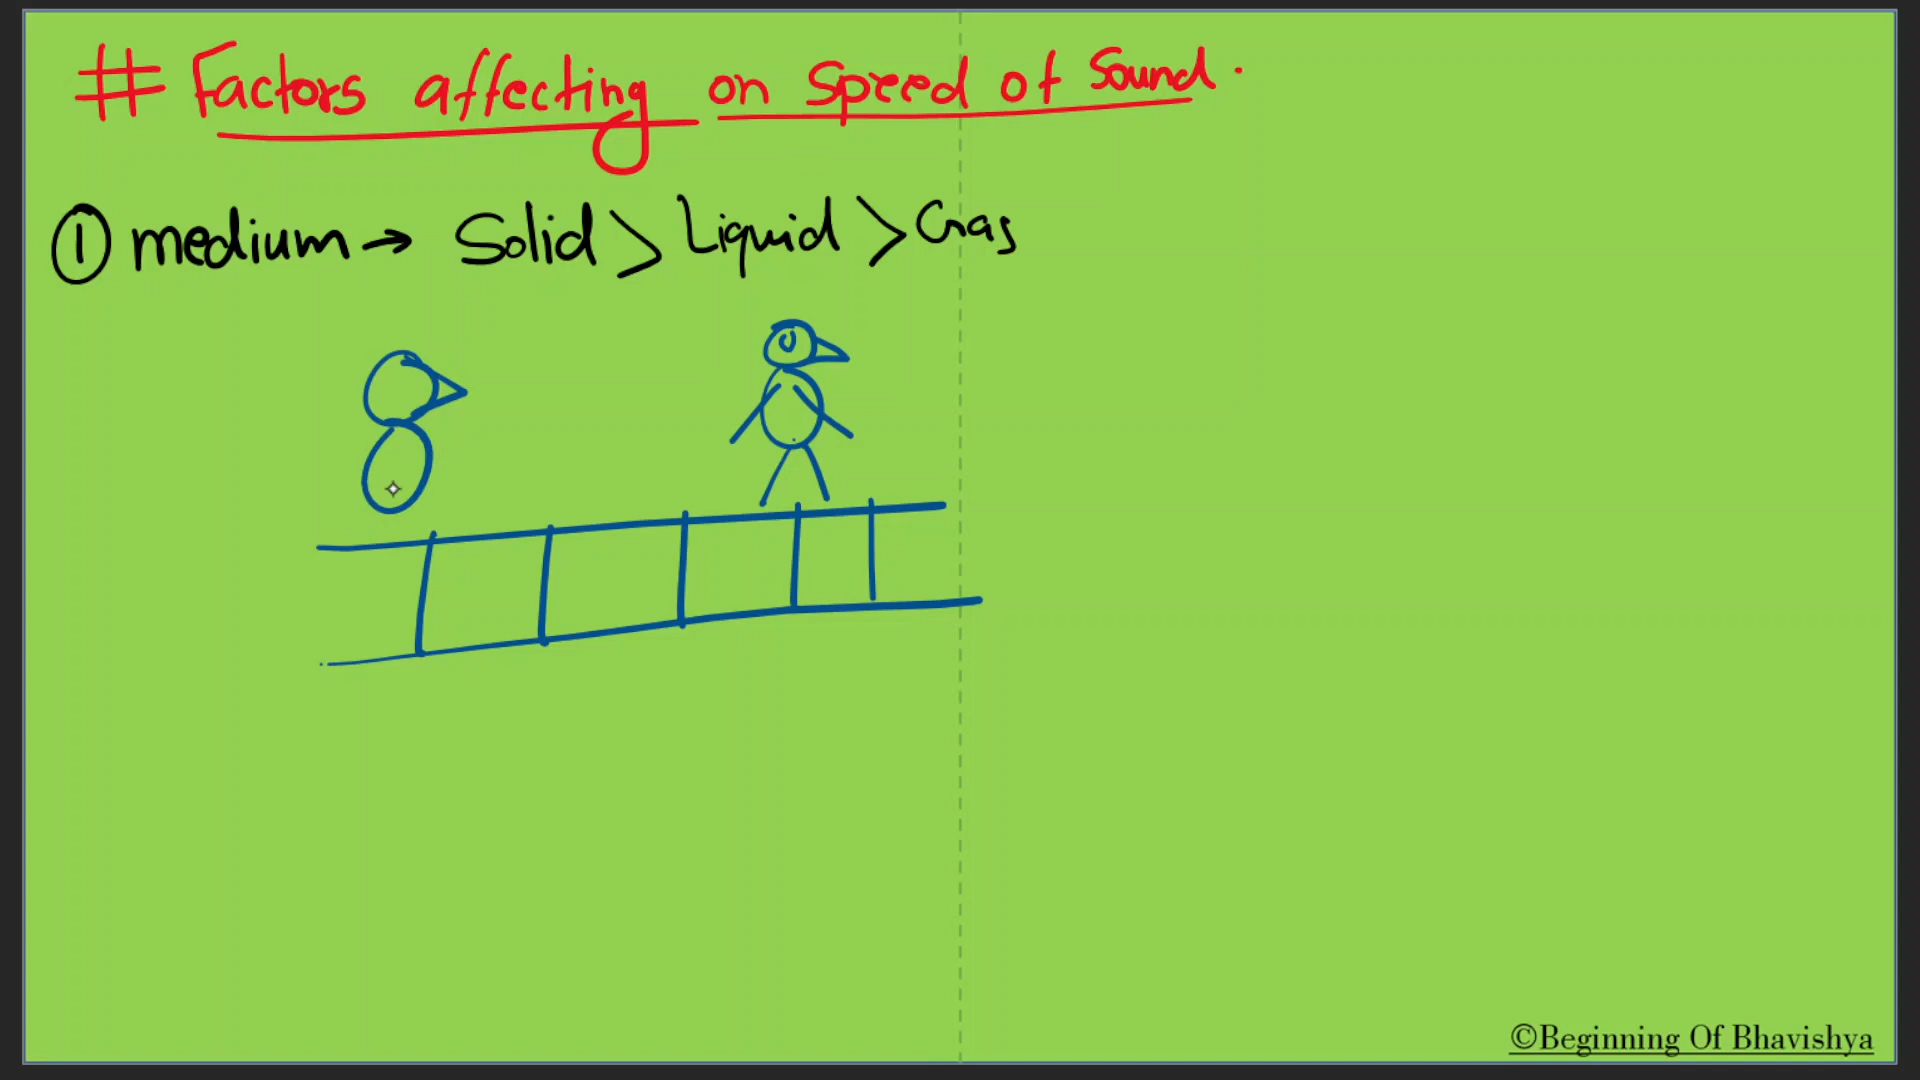 # Factors affecting on Speed of Sound.
① medium → Solid > Liquid > Gas
©Beginning Of Bhavishya